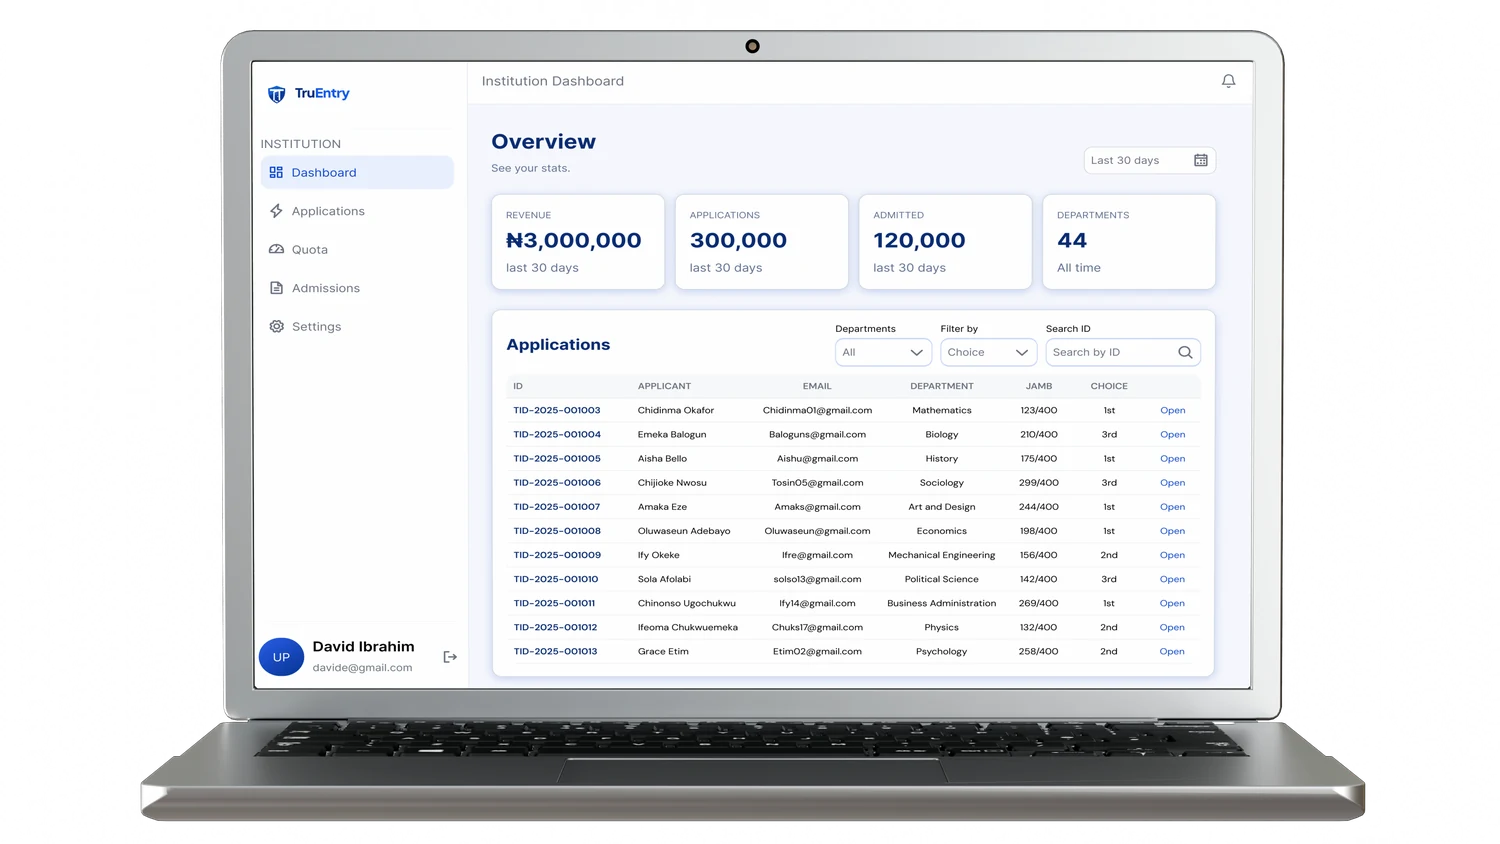 TruEntry
Institution Dashboard
INSTITUTION
Dashboard
Applications
Quota
Admissions
Settings
David Ibrahim
UP
davide@gmail.com
Overview
See your stats.
Last 30 days
REVENUE
₦3,000,000
last 30 days
APPLICATIONS
300,000
last 30 days
ADMITTED
120,000
last 30 days
DEPARTMENTS
44
All time
Applications
Departments
All
Filter by
Choice
Search ID
Search by ID
ID APPLICANT EMAIL DEPARTMENT JAMB CHOICE
TID-2025-001003 Chidinma Okafor Chidinma01@gmail.com Mathematics 123/400 1st Open
TID-2025-001004 Emeka Balogun Baloguns@gmail.com Biology 210/400 3rd Open
TID-2025-001005 Aisha Bello Aishu@gmail.com History 175/400 1st Open
TID-2025-001006 Chijioke Nwosu Tosin05@gmail.com Sociology 299/400 3rd Open
TID-2025-001007 Amaka Eze Amaks@gmail.com Art and Design 244/400 1st Open
TID-2025-001008 Oluwaseun Adebayo Oluwaseun@gmail.com Economics 198/400 1st Open
TID-2025-001009 Ify Okeke Ifre@gmail.com Mechanical Engineering 156/400 2nd Open
TID-2025-001010 Sola Afolabi solso13@gmail.com Political Science 142/400 3rd Open
TID-2025-001011 Chinonso Ugochukwu Ify14@gmail.com Business Administration 269/400 1st Open
TID-2025-001012 Ifeoma Chukwuemeka Chuks17@gmail.com Physics 132/400 2nd Open
TID-2025-001013 Grace Etim Etim02@gmail.com Psychology 258/400 2nd Open